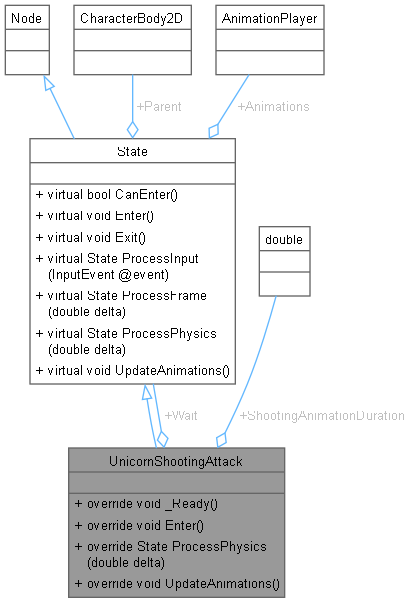 Node
CharacterBody2D
AnimationPlayer
+Parent
+Animations
State
+ virtual bool CanEnter()
+ virtual void Enter()
+ virtual void Exit()
+ virtual State ProcessInput
(InputEvent @event)
+ virtual State ProcessFrame
(double delta)
+ virtual State ProcessPhysics
(double delta)
+ virtual void UpdateAnimations()
double
+Wait
+ShootingAnimationDuration
UnicornShootingAttack
+ override void _Ready()
+ override void Enter()
+ override State ProcessPhysics
(double delta)
+ override void UpdateAnimations()